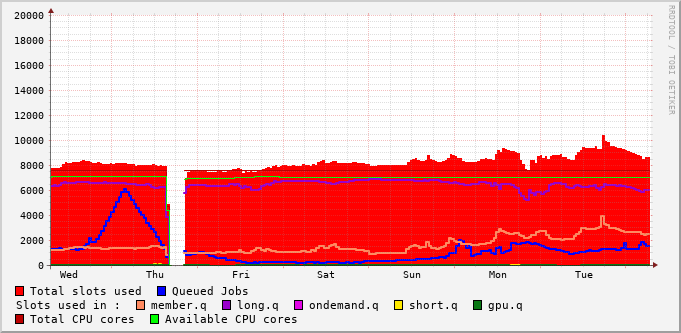 20000
18000
16000
14000
12000
10000
8000
6000
4000
2000
0
Wed Thu Fri Sat Sun Mon Tue
RRDTOOL / TOBI OETIKER
Total slots used Queued Jobs
Slots used in : member.q long.q ondemand.q short.q gpu.q
Total CPU cores Available CPU cores